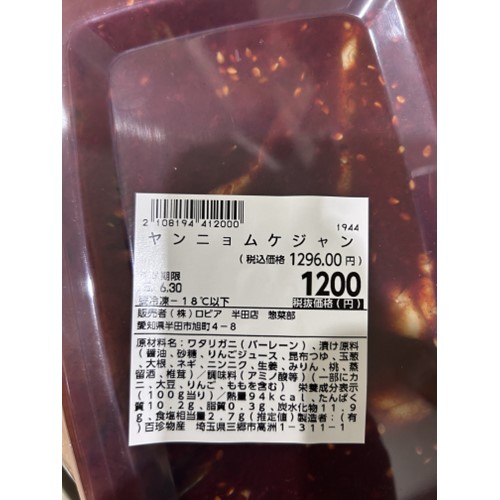 2 108194 412000
1944
ヤンニョムケジャン
(税込価格 1296.00円)
期限
6.30
1200
税抜価格(円)
冷凍-18℃以下
販売者(株)ロピア 半田店 惣菜部
愛知県半田市旭町4-8
原材料名:ワタリガニ(バーレーン)、漬け原料
(醤油、砂糖、りんごジュース、昆布つゆ、玉葱
、大根、ネギ、ニンニク、生姜、みりん、桃、蒸
留酒、椎茸)/調味料(アミノ酸等)(一部にカ
ニ、大豆、りんご、ももを含む) 栄養成分表示
(100g当り)/熱量94kcal、たんぱく
質10.2g、脂質0.3g、炭水化物11.9
g、食塩相当量2.7g(推定値)製造者:(有
)百珍物産 埼玉県三郷市高洲1-311-1